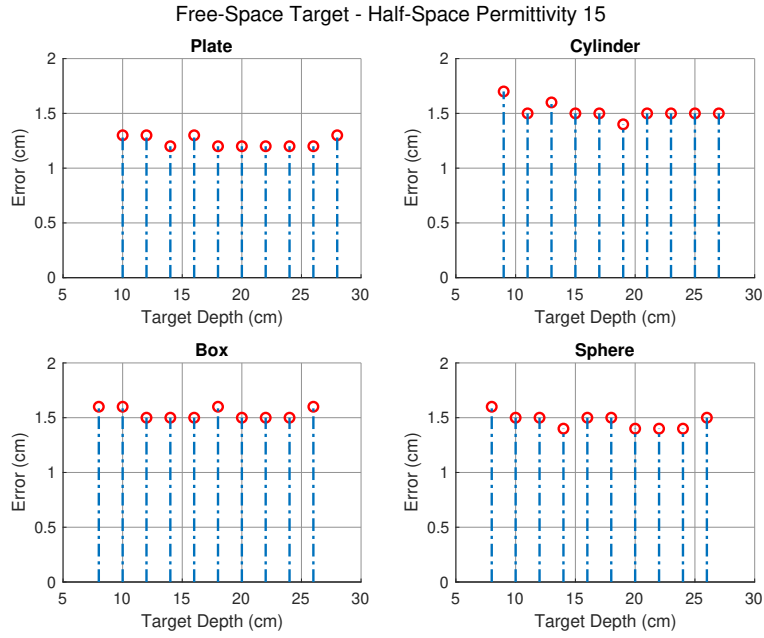 Free-Space Target - Half-Space Permittivity 15
Plate
2
1.5
1
0.5
0
Error (cm)
5 10 15 20 25 30
Target Depth (cm)
Cylinder
2
1.5
1
0.5
0
Error (cm)
5 10 15 20 25 30
Target Depth (cm)
Box
2
1.5
1
0.5
0
Error (cm)
5 10 15 20 25 30
Target Depth (cm)
Sphere
2
1.5
1
0.5
0
Error (cm)
5 10 15 20 25 30
Target Depth (cm)